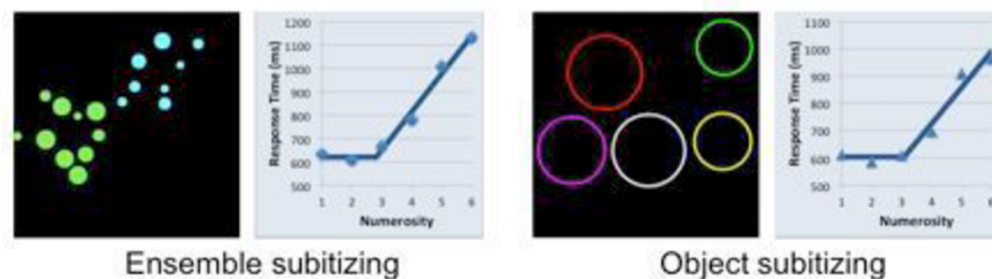 1200
1100
1000
900
800
700
600
500
Response Time (ms)
1 2 3 4 5 6
Numerosity
Ensemble subitizing
1100
1000
900
800
700
600
500
Response Time (ms)
1 2 3 4 5 6
Numerosity
Object subitizing